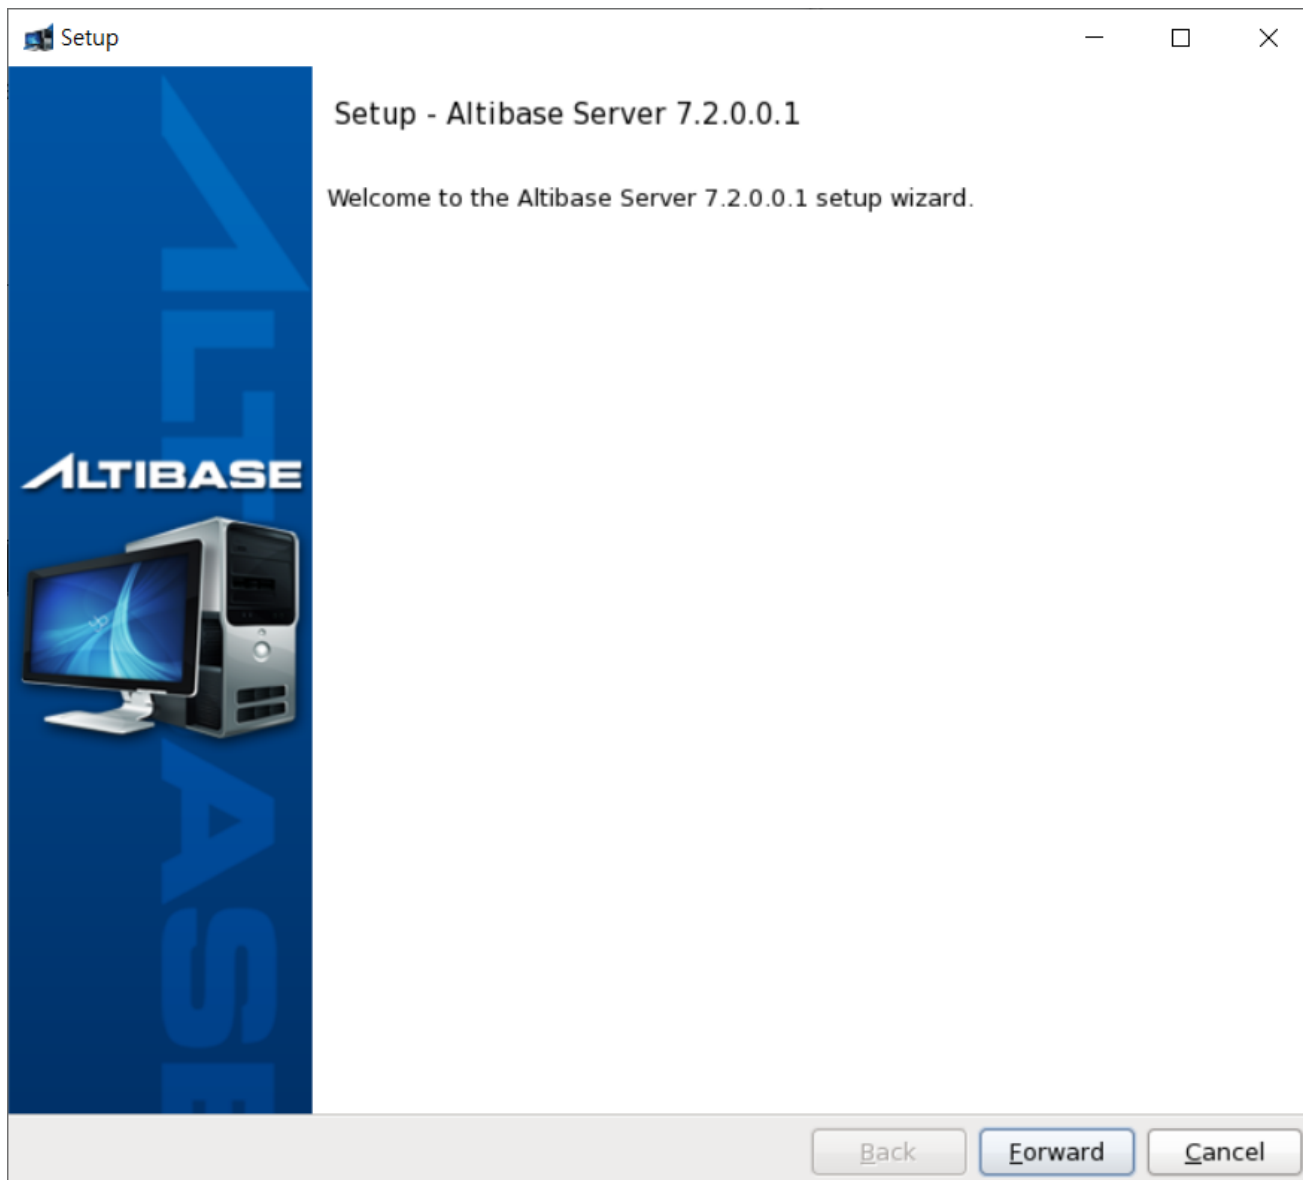 Setup
Setup - Altibase Server 7.2.0.0.1
Welcome to the Altibase Server 7.2.0.0.1 setup wizard.
ALTIBASE
Back
Forward
Cancel